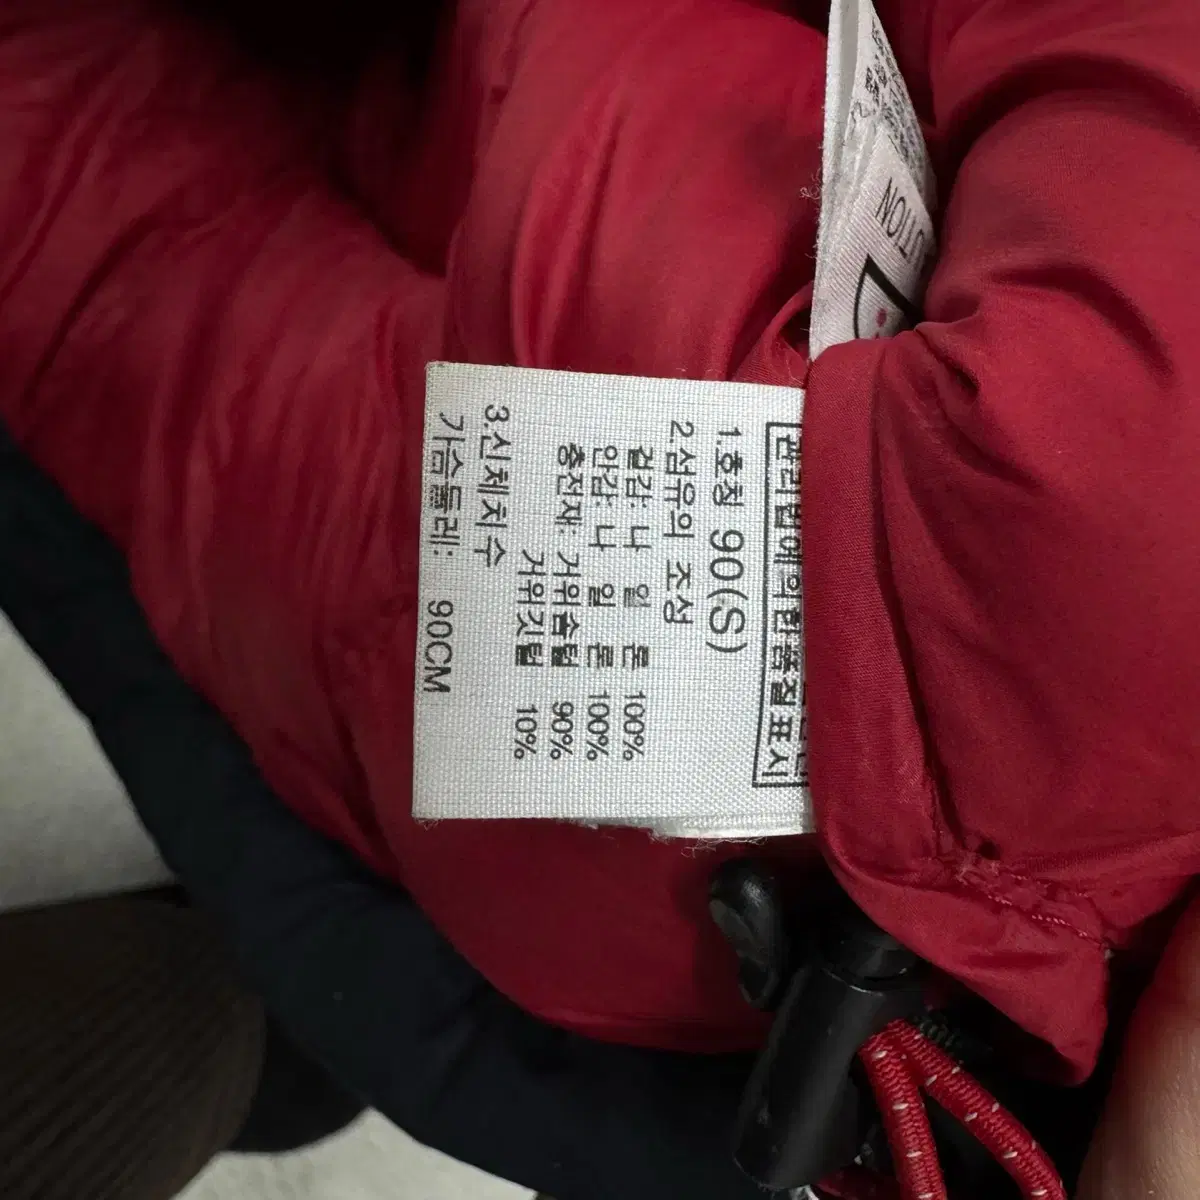 관리법에의한품질표시
1.호칭 90(S)
2.섬유의 조성
겉감: 나 일 론 100%
안감: 나 일 론 100%
충전재: 거위솜털 90%
거위깃털 10%
3.신체치수
가슴둘레: 90CM
UTION